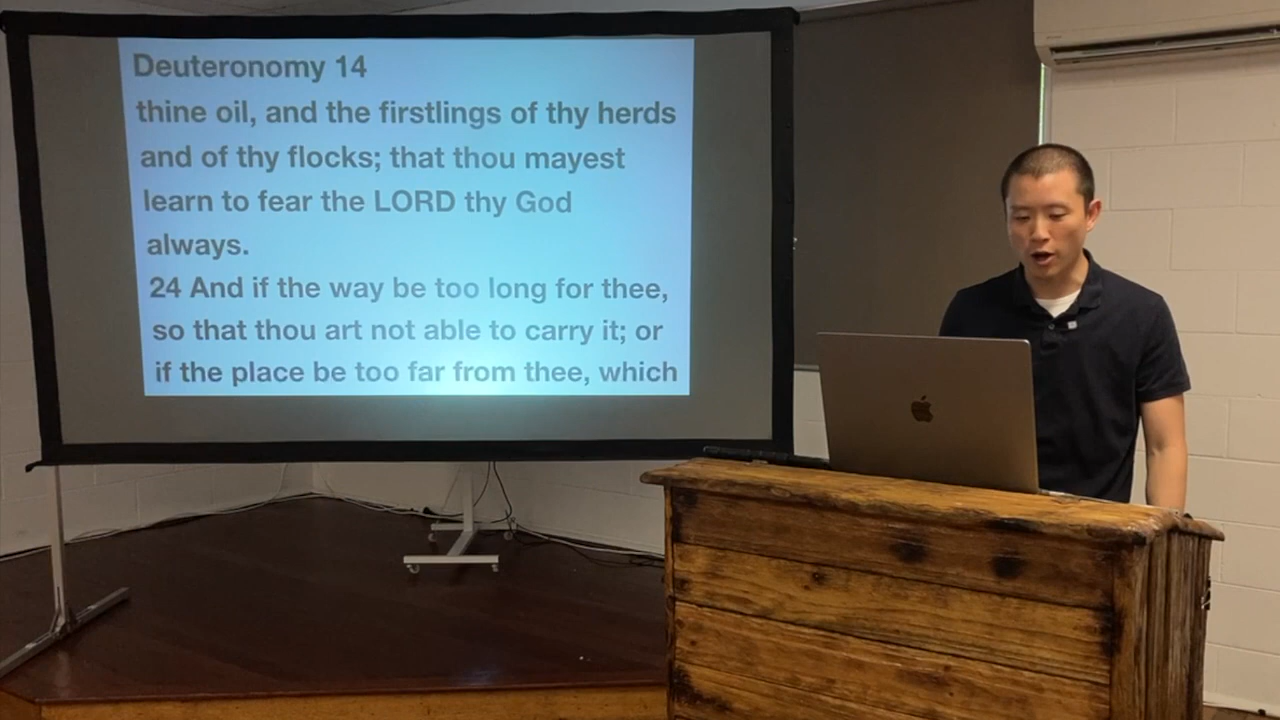 Deuteronomy 14
thine oil, and the firstlings of thy herds
and of thy flocks; that thou mayest
learn to fear the LORD thy God
always.
24 And if the way be too long for thee,
so that thou art not able to carry it; or
if the place be too far from thee, which